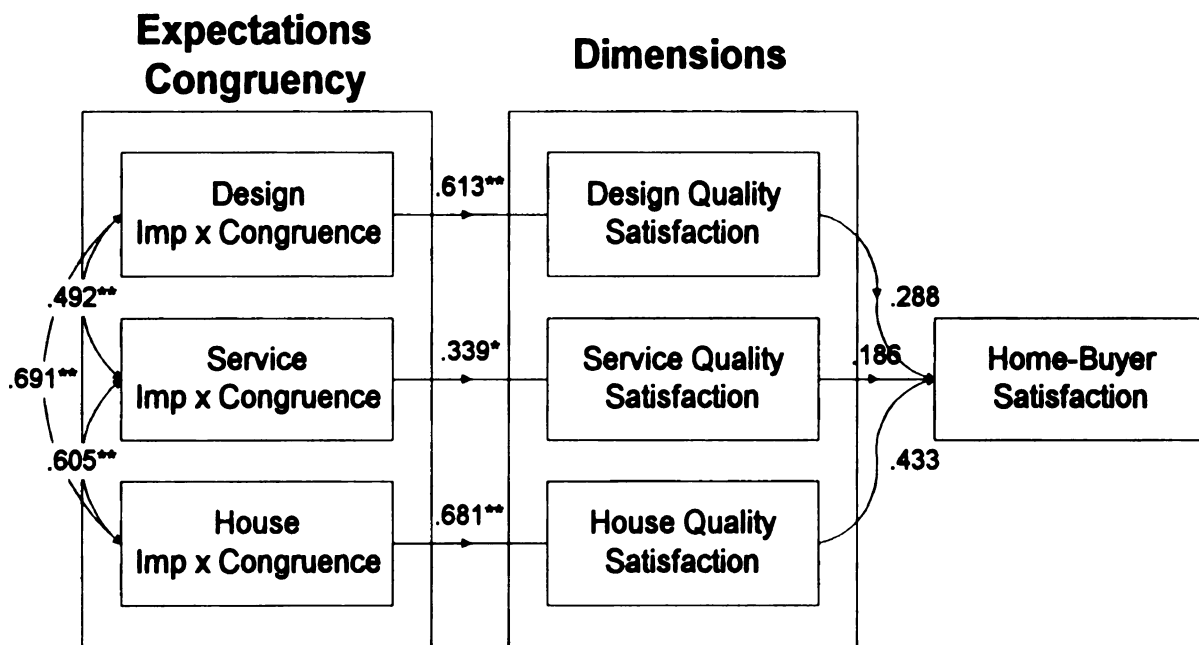 Expectations
Congruency
Dimensions
Design
Imp x Congruence
.613**
Design Quality
Satisfaction
.492**
.288
Service
Imp x Congruence
.339*
Service Quality
Satisfaction
.186
Home-Buyer
Satisfaction
.691**
.605**
.433
House
Imp x Congruence
.681**
House Quality
Satisfaction